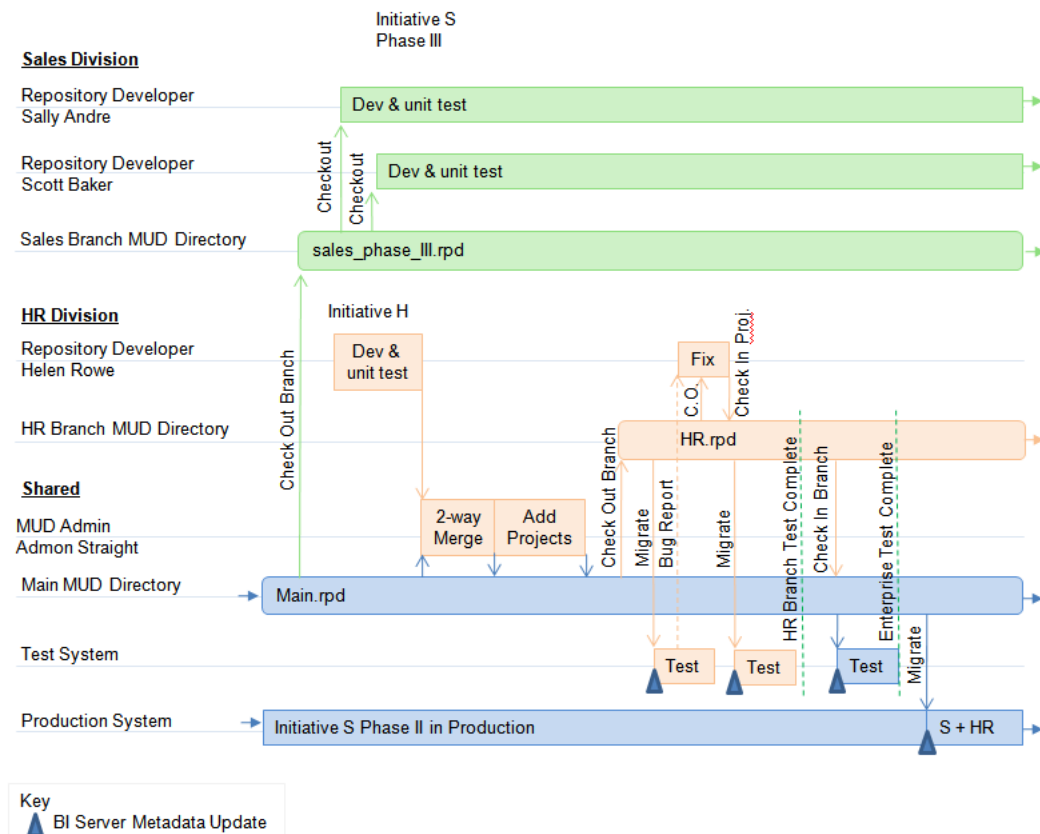 Initiative S
Phase III
Sales Division
Repository Developer
Sally Andre
Dev & unit test
Repository Developer
Scott Baker
Dev & unit test
Checkout
Checkout
Sales Branch MUD Directory
sales_phase_III.rpd
HR Division
Initiative H
Repository Developer
Helen Rowe
Dev &
unit test
Fix
Check In Proj.
C.O.
Check Out Branch
HR Branch MUD Directory
HR.rpd
Shared
MUD Admin
Admon Straight
2-way
Merge
Add
Projects
Check Out Branch
Migrate
Bug Report
Migrate
HR Branch Test Complete
Check In Branch
Enterprise Test Complete
Main MUD Directory
Main.rpd
Test System
Test
Test
Test
Migrate
Production System
Initiative S Phase II in Production
S + HR
Key
BI Server Metadata Update